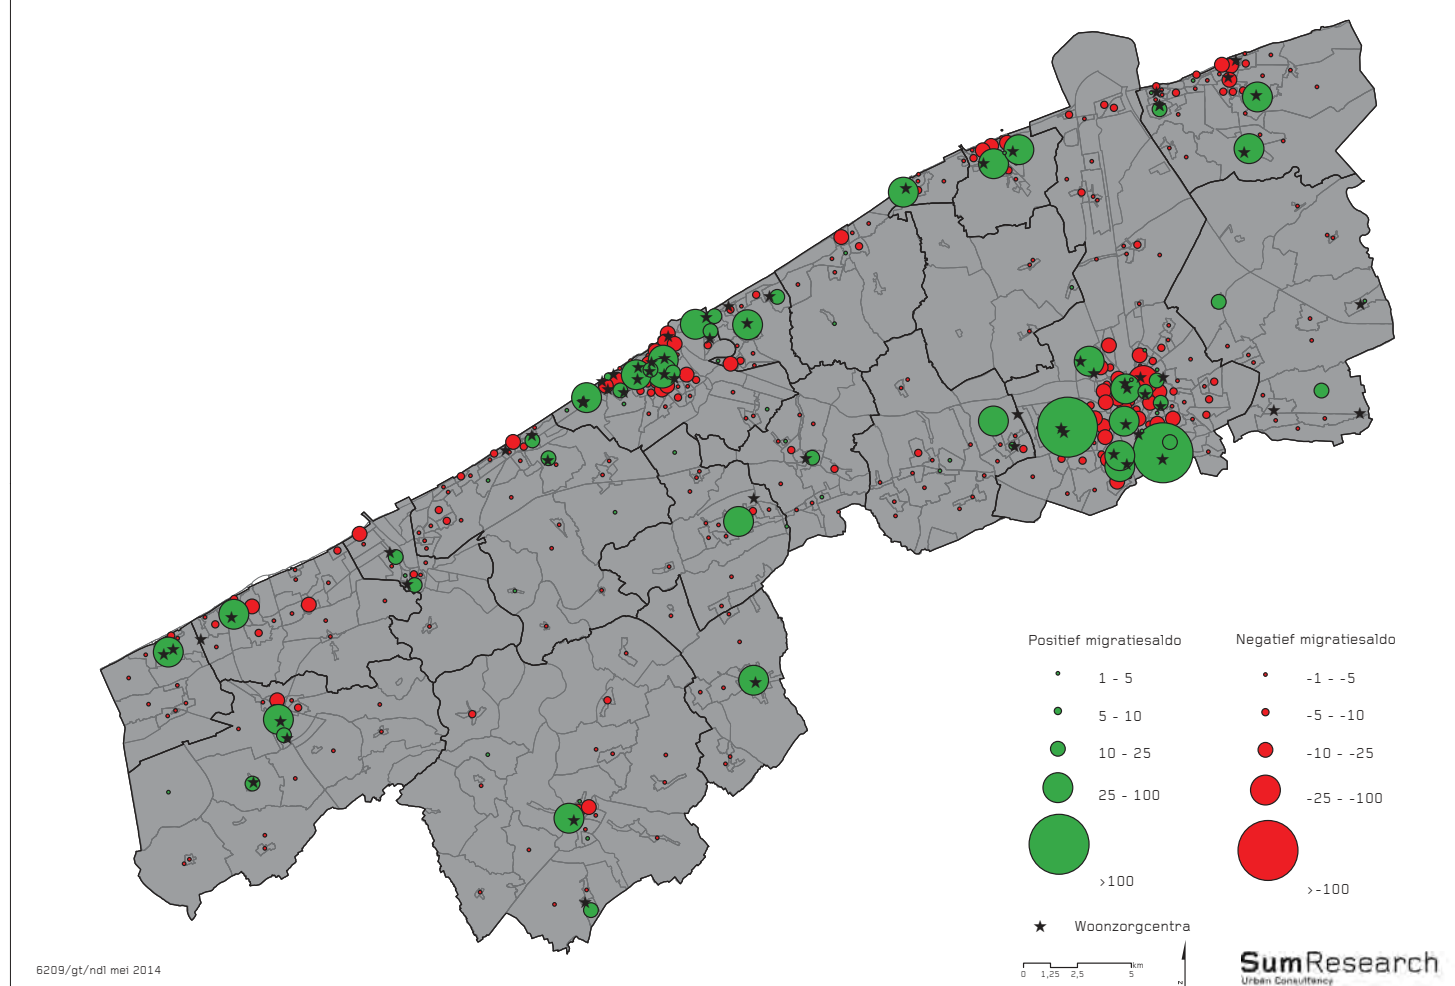 Positief migratiesaldo
1 - 5
5 - 10
10 - 25
25 - 100
>100
Negatief migratiesaldo
-1 - -5
-5 - -10
-10 - -25
-25 - -100
>-100
Woonzorgcentra
0 1,25 2,5 5 km
z
SumResearch
Urban Consultancy
6209/gt/ndl mei 2014